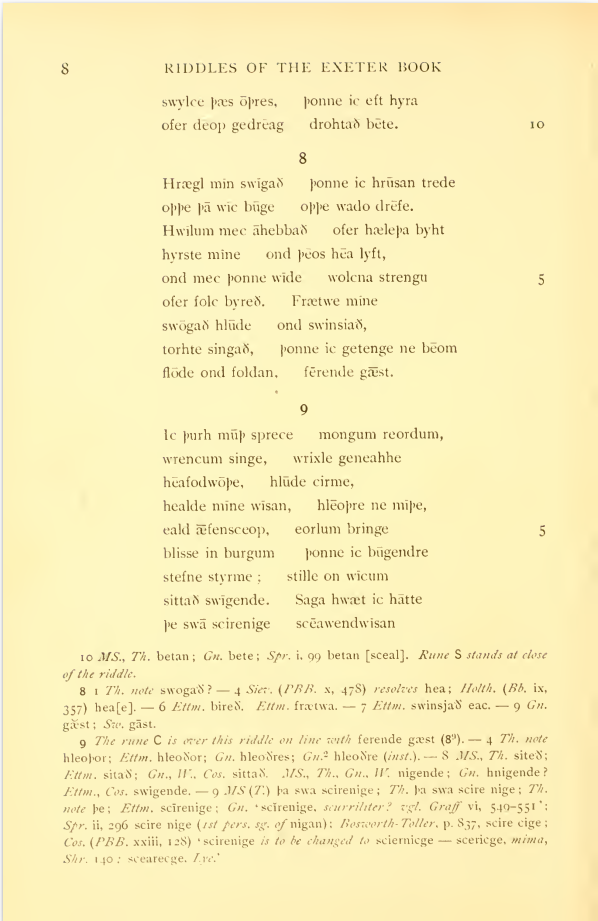 8 RIDDLES OF THE EXETER BOOK
swylce þæs ōþres, þonne ic eft hyra
ofer dēop gedrēag drohtað bēte. 10
8
Hrægl mīn swīgað þonne ic hrūsan trede
oþþe þā wīc būge oþþe wado drēfe.
Hwīlum mec āhebbað ofer hæleþa byht
hyrste mīne ond þēos hēa lyft,
ond mec þonne wīde wolcna strengu 5
ofer folc byreð. Frætwe mīne
swōgað hlūde ond swinsiað,
torhte singað, þonne ic getenge ne bēom
flōde ond foldan, fērende gǣst.
9
Ic þurh mūþ sprece mongum reordum,
wrencum singe, wrixle geneahhe
hēafodwōþe, hlūde cirme,
healde mīne wīsan, hlēoþre ne mīþe,
eald ǣfensceop, eorlum bringe 5
blisse in burgum þonne ic būgendre
stefne styrme ; stille on wīcum
sittað swīgende. Saga hwæt ic hātte
þe swā scirenige scēawendwīsan
10 MS., Th. betan ; Gn. bete ; Spr. i. 99 betan [sceal]. Rune S stands at close
of the riddle.
8 1 Th. note swogað ? — 4 Siev. (PBB. x, 478) resolves hea ; Holth. (Bb. ix,
357) hea[e]. — 6 Ettm. bireð. Ettm. frætwa. — 7 Ettm. swinsjað eac. — 9 Gn.
gæst ; Sw. gāst.
9 The rune C is over this riddle on line with ferende gæst (8⁹). — 4 Th. note
hleoþor ; Ettm. hleoðor ; Gn. hleoðres ; Gn.² hleoðre (inst.). — 8 MS., Th. siteð ;
Ettm. sitað ; Gn., W., Cos. sittað. MS., Th., Gn., W. nigende ; Gn. hnigende ?
Ettm., Cos. swigende. — 9 MS (T.) þa swa scirenige ; Th. þa swa scire nige ; Th.
note þe ; Ettm. scīrenige ; Gn. ‘scīrenige, scurriliter? vgl. Graff vi, 549–551’ ;
Spr. ii, 296 scire nige (1st pers. sg. of nigan) ; Bosworth-Toller, p. 837, scire cige ;
Cos. (PBB. xxiii, 128) ‘scirenige is to be changed to sciernicge — scericge, mima,
Shr. 140 : scearecge. Lye.’